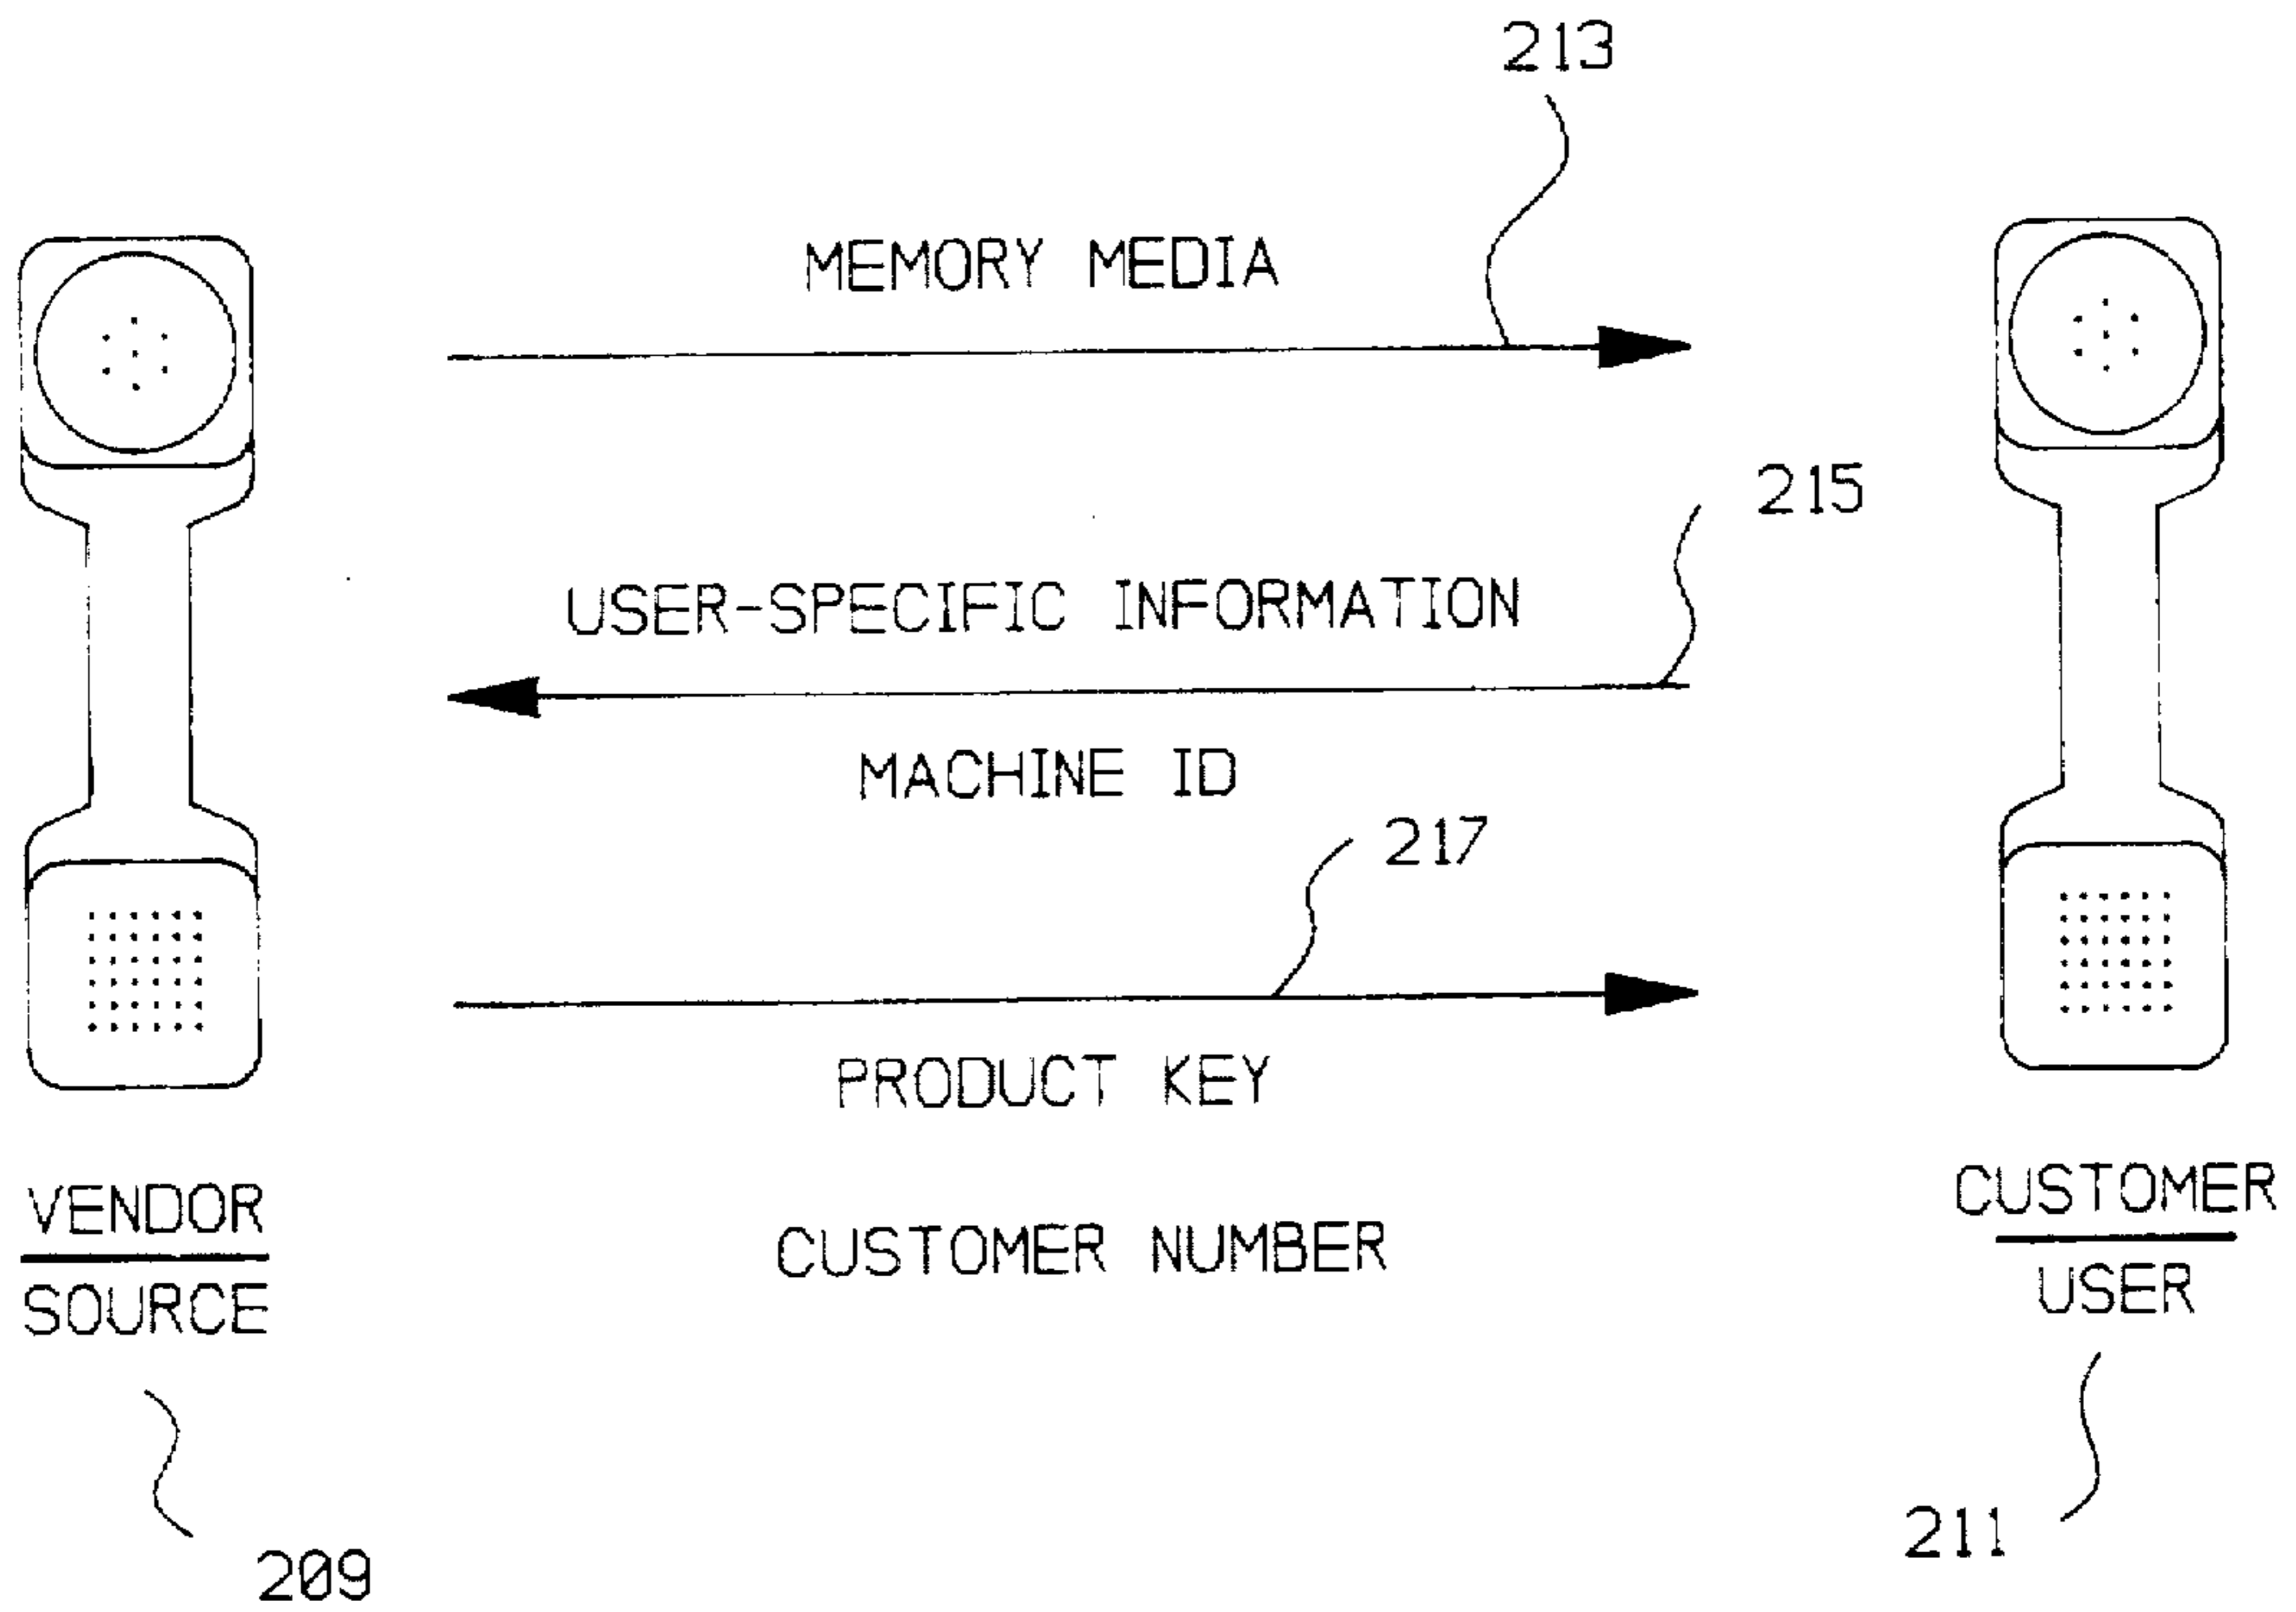 213
MEMORY MEDIA
215
USER-SPECIFIC INFORMATION
MACHINE ID
217
PRODUCT KEY
CUSTOMER NUMBER
VENDOR
SOURCE
CUSTOMER
USER
209
211